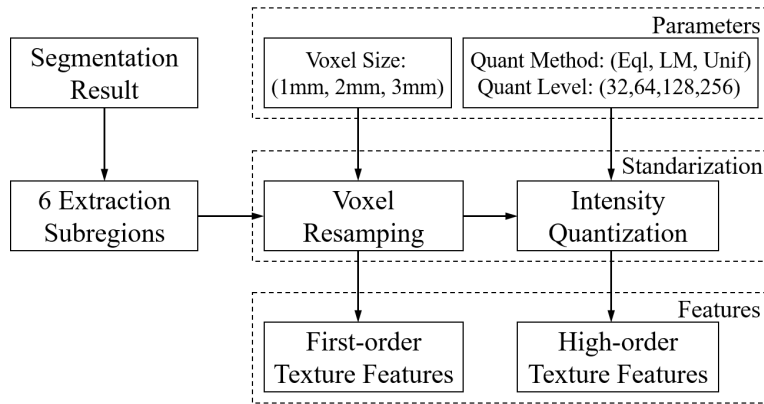 Parameters
Segmentation
Result
Voxel Size:
(1mm, 2mm, 3mm)
Quant Method: (Eql, LM, Unif)
Quant Level: (32,64,128,256)
Standarization
6 Extraction
Subregions
Voxel
Resamping
Intensity
Quantization
Features
First-order
Texture Features
High-order
Texture Features